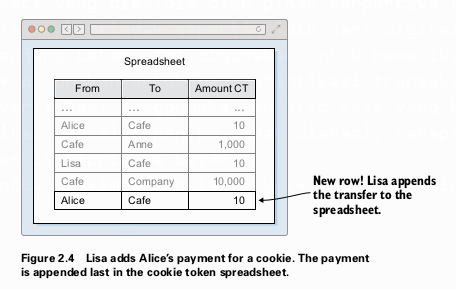 Spreadsheet
From To Amount CT
... ... ...
Alice Cafe 10
Cafe Anne 1,000
Lisa Cafe 10
Cafe Company 10,000
Alice Cafe 10
New row! Lisa appends
the transfer to the
spreadsheet.
Figure 2.4 Lisa adds Alice's payment for a cookie. The payment
is appended last in the cookie token spreadsheet.